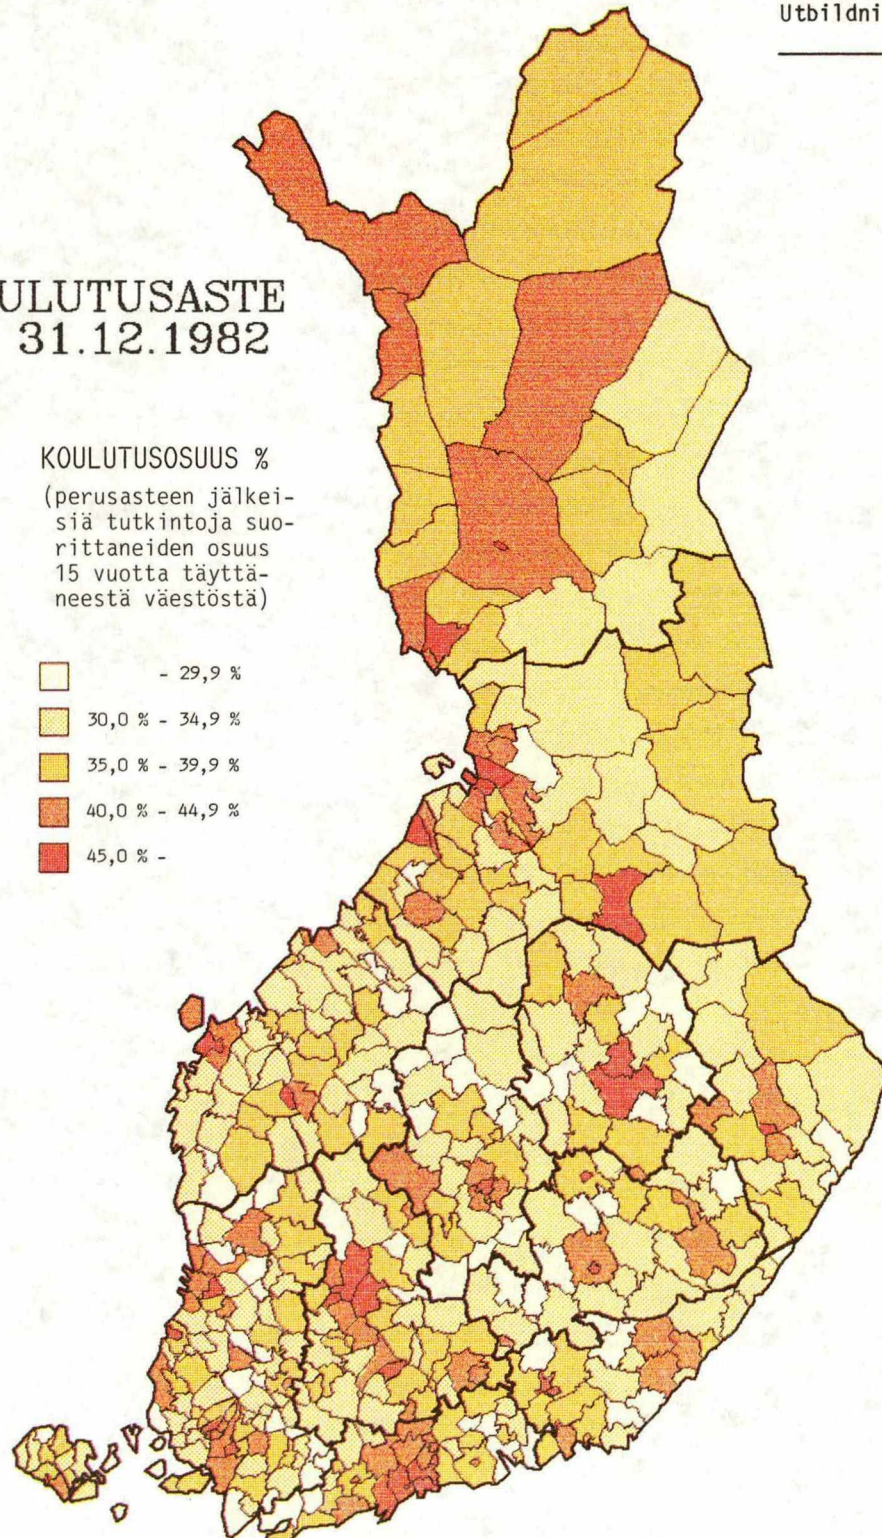 Utbildni
ULUTUSASTE
31.12.1982
KOULUTUSOSUUS %
(perusasteen jälkei-
siä tutkintoja suo-
rittaneiden osuus
15 vuotta täyttä-
neestä väestöstä)
- 29,9 %
30,0 % - 34,9 %
35,0 % - 39,9 %
40,0 % - 44,9 %
45,0 % -